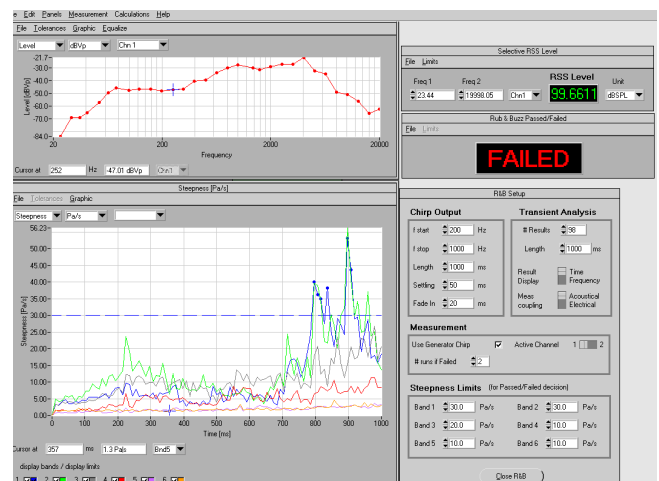 e Edit Panels Measurement Calculations Help
File Tolerances Graphic Equalize
Level dBVp Chn 1
Level [dBVp]
-21.7
-30.0
-40.0
-50.0
-60.0
-70.0
-84.0
20 200 2000 20000
Frequency
Cursor at 252 Hz -47.01 dBVp Chn1
Selective RSS Level
File Limits
Freq 1 Freq 2 RSS Level Unit
23.44 19998.05 Chn1 99.6611 dBSPL
Rub & Buzz Passed/Failed
File Limits
FAILED
Steepness [Pa/s]
File Tolerances Graphic
Steepness Pa/s
Steepness [Pa/s]
56.23
50.00
45.00
40.00
35.00
30.00
25.00
20.00
15.00
10.00
5.00
0.00
0 100 200 300 400 500 600 700 800 900 1000
Time [ms]
Cursor at 357 ms 1.3 Pa/s Bnd5
display bands / display limits
1 2 3 4 5 6
R&B Setup
Chirp Output
f start 200 Hz
f stop 1000 Hz
Length 1000 ms
Settling 50 ms
Fade In 20 ms
Transient Analysis
# Results 98
Length 1000 ms
Result Display Time Frequency
Meas coupling Acoustical Electrical
Measurement
Use Generator Chirp Active Channel 1 2
# runs if Failed 2
Steepness Limits (for Passed/Failed decision)
Band 1 30.0 Pa/s Band 2 30.0 Pa/s
Band 3 20.0 Pa/s Band 4 10.0 Pa/s
Band 5 10.0 Pa/s Band 6 10.0 Pa/s
Close R&B